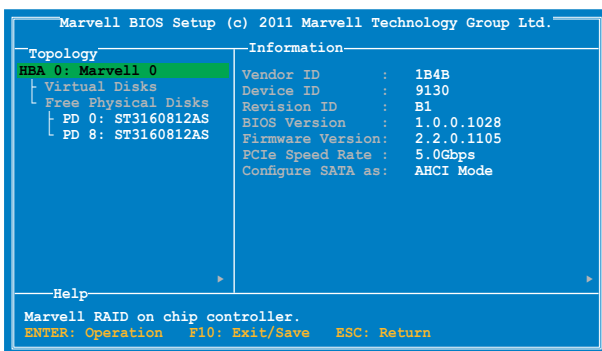 Marvell BIOS Setup (c) 2011 Marvell Technology Group Ltd.
Topology
HBA 0: Marvell 0
Virtual Disks
Free Physical Disks
PD 0: ST3160812AS
PD 8: ST3160812AS
Information
Vendor ID : 1B4B
Device ID : 9130
Revision ID : B1
BIOS Version : 1.0.0.1028
Firmware Version: 2.2.0.1105
PCIe Speed Rate : 5.0Gbps
Configure SATA as: AHCI Mode
Help
Marvell RAID on chip controller.
ENTER: Operation F10: Exit/Save ESC: Return